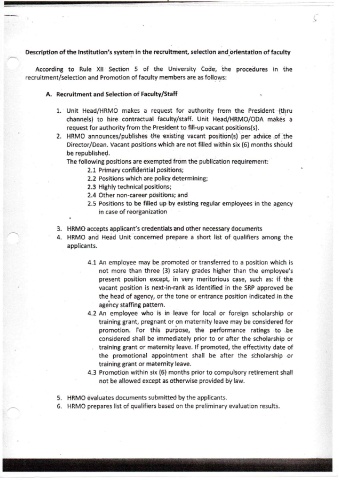 Description of the Institution's system in the recruitment, selection and orientation of faculty
According to Rule XII Section 5 of the University Code, the procedures in the
recruitment/selection and Promotion of faculty members are as follows:
A. Recruitment and Selection of Faculty/Staff
1. Unit Head/HRMO makes a request for authority from the President (thru
channels) to hire contractual faculty/staff. Unit Head/HRMO/ODA makes a
request for authority from the President to fill-up vacant positions(s).
2. HRMO announces/publishes the existing vacant position(s) per advice of the
Director/Dean. Vacant positions which are not filled within six (6) months should
be republished.
The following positions are exempted from the publication requirement:
2.1 Primary confidential positions;
2.2 Positions which are policy determining;
2.3 Highly technical positions;
2.4 Other non-career positions; and
2.5 Positions to be filled up by existing regular employees in the agency
in case of reorganization
3. HRMO accepts applicant's credentials and other necessary documents
4. HRMO and Head Unit concerned prepare a short list of qualifiers among the
applicants.
4.1 An employee may be promoted or transferred to a position which is
not more than three (3) salary grades higher than the employee's
present position except, in very meritorious case, such as: if the
vacant position is next-in-rank as identified in the SRP approved be
the head of agency, or the tone or entrance position indicated in the
agency staffing pattern.
4.2 An employee who is in leave for local or foreign scholarship or
training grant, pregnant or on maternity leave may be considered for
promotion. For this purpose, the performance ratings to be
considered shall be immediately prior to or after the scholarship or
training grant or maternity leave. If promoted, the effectivity date of
the promotional appointment shall be after the scholarship or
training grant or maternity leave.
4.3 Promotion within six (6) months prior to compulsory retirement shall
not be allowed except as otherwise provided by law.
5. HRMO evaluates documents submitted by the applicants.
6. HRMO prepares list of qualifiers based on the preliminary evaluation results.